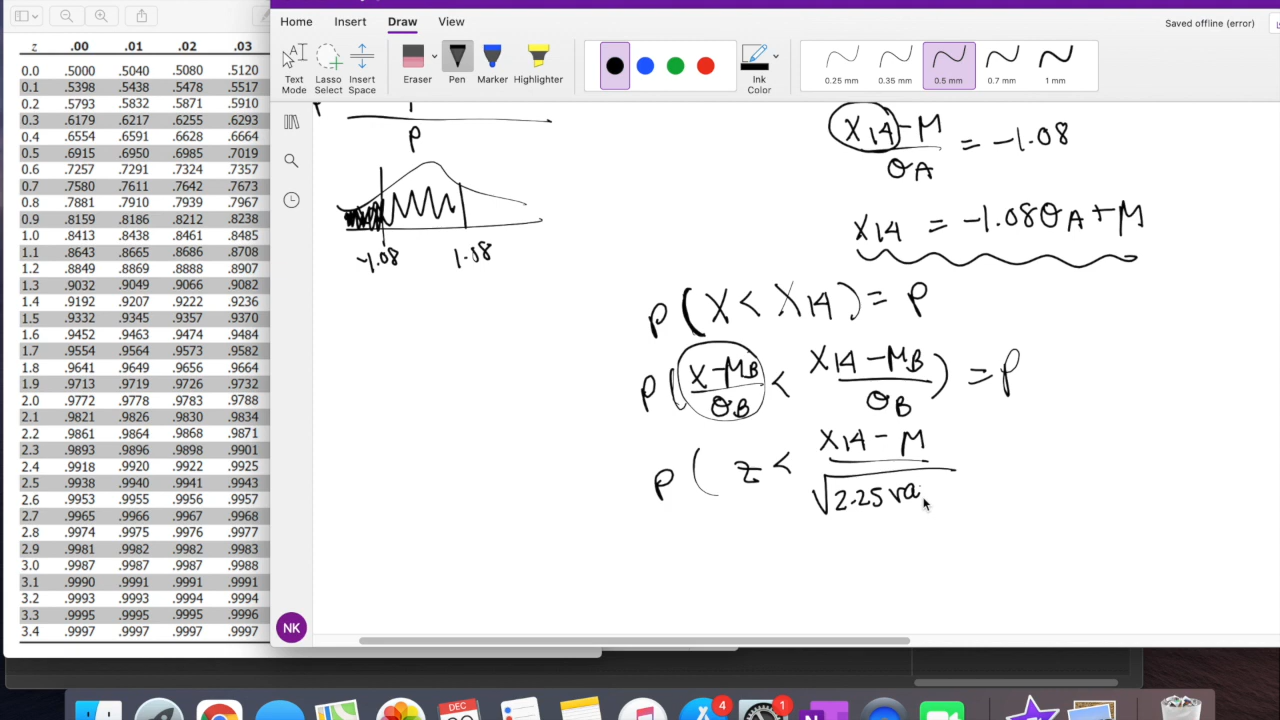 Home Insert Draw View
Saved offline (error)
Text Mode
Lasso Select
Insert Space
Eraser
Pen
Marker
Highlighter
Ink Color
0.25 mm
0.35 mm
0.5 mm
0.7 mm
1 mm
z .00 .01 .02 .03
0.0 .5000 .5040 .5080 .5120
0.1 .5398 .5438 .5478 .5517
0.2 .5793 .5832 .5871 .5910
0.3 .6179 .6217 .6255 .6293
0.4 .6554 .6591 .6628 .6664
0.5 .6915 .6950 .6985 .7019
0.6 .7257 .7291 .7324 .7357
0.7 .7580 .7611 .7642 .7673
0.8 .7881 .7910 .7939 .7967
0.9 .8159 .8186 .8212 .8238
1.0 .8413 .8438 .8461 .8485
1.1 .8643 .8665 .8686 .8708
1.2 .8849 .8869 .8888 .8907
1.3 .9032 .9049 .9066 .9082
1.4 .9192 .9207 .9222 .9236
1.5 .9332 .9345 .9357 .9370
1.6 .9452 .9463 .9474 .9484
1.7 .9554 .9564 .9573 .9582
1.8 .9641 .9649 .9656 .9664
1.9 .9713 .9719 .9726 .9732
2.0 .9772 .9778 .9783 .9788
2.1 .9821 .9826 .9830 .9834
2.2 .9861 .9864 .9868 .9871
2.3 .9893 .9896 .9898 .9901
2.4 .9918 .9920 .9922 .9925
2.5 .9938 .9940 .9941 .9943
2.6 .9953 .9955 .9956 .9957
2.7 .9965 .9966 .9967 .9968
2.8 .9974 .9975 .9976 .9977
2.9 .9981 .9982 .9982 .9983
3.0 .9987 .9987 .9987 .9988
3.1 .9990 .9991 .9991 .9991
3.2 .9993 .9993 .9994 .9994
3.3 .9995 .9995 .9995 .9996
3.4 .9997 .9997 .9997 .9997
P
-1.08 1.08
X14 - M
σA
= -1.08
X14 = -1.08σA + M
P ( X < X14 ) = P
P ( X - MB / σB < X14 - MB / σB ) = P
P ( Z < X14 - M / √2.25 va
NK
DEC
4
1